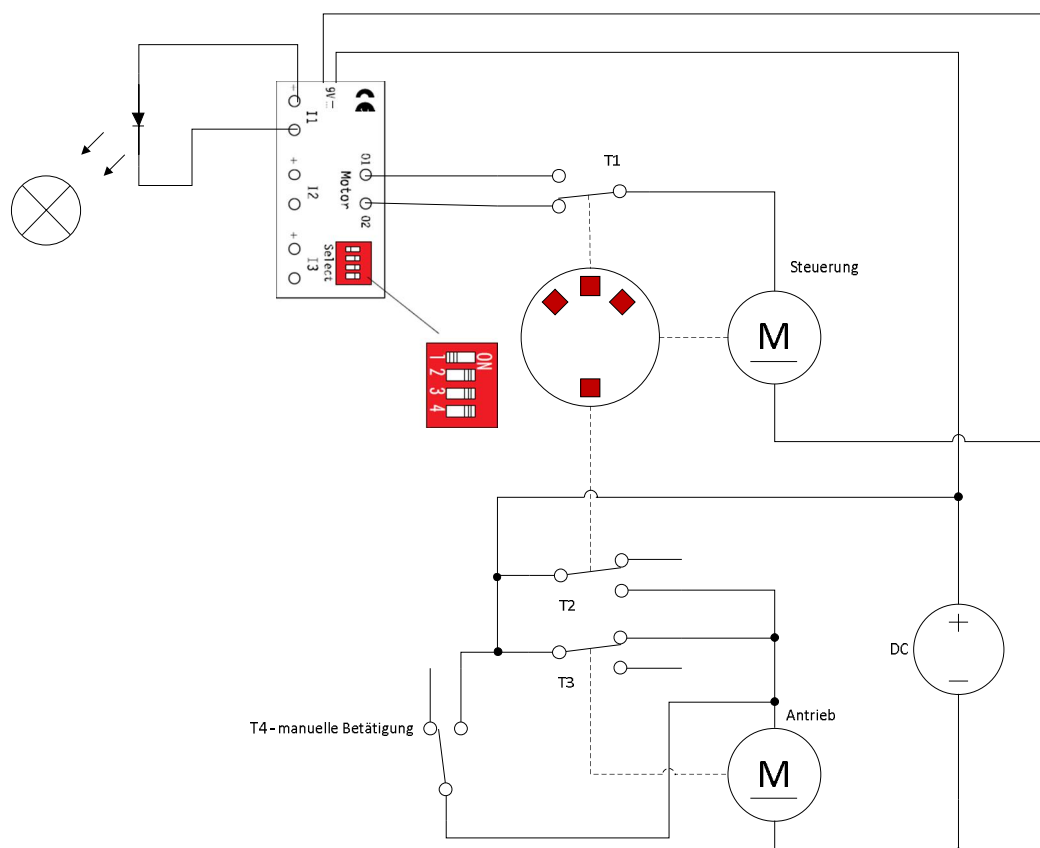 9V⎓
CE
+
I1
+
I2
+
I3
O1
Motor
O2
Select
T1
Steuerung
M
ON
1
2
3
4
T2
T3
T4 - manuelle Betätigung
Antrieb
M
DC
+
−